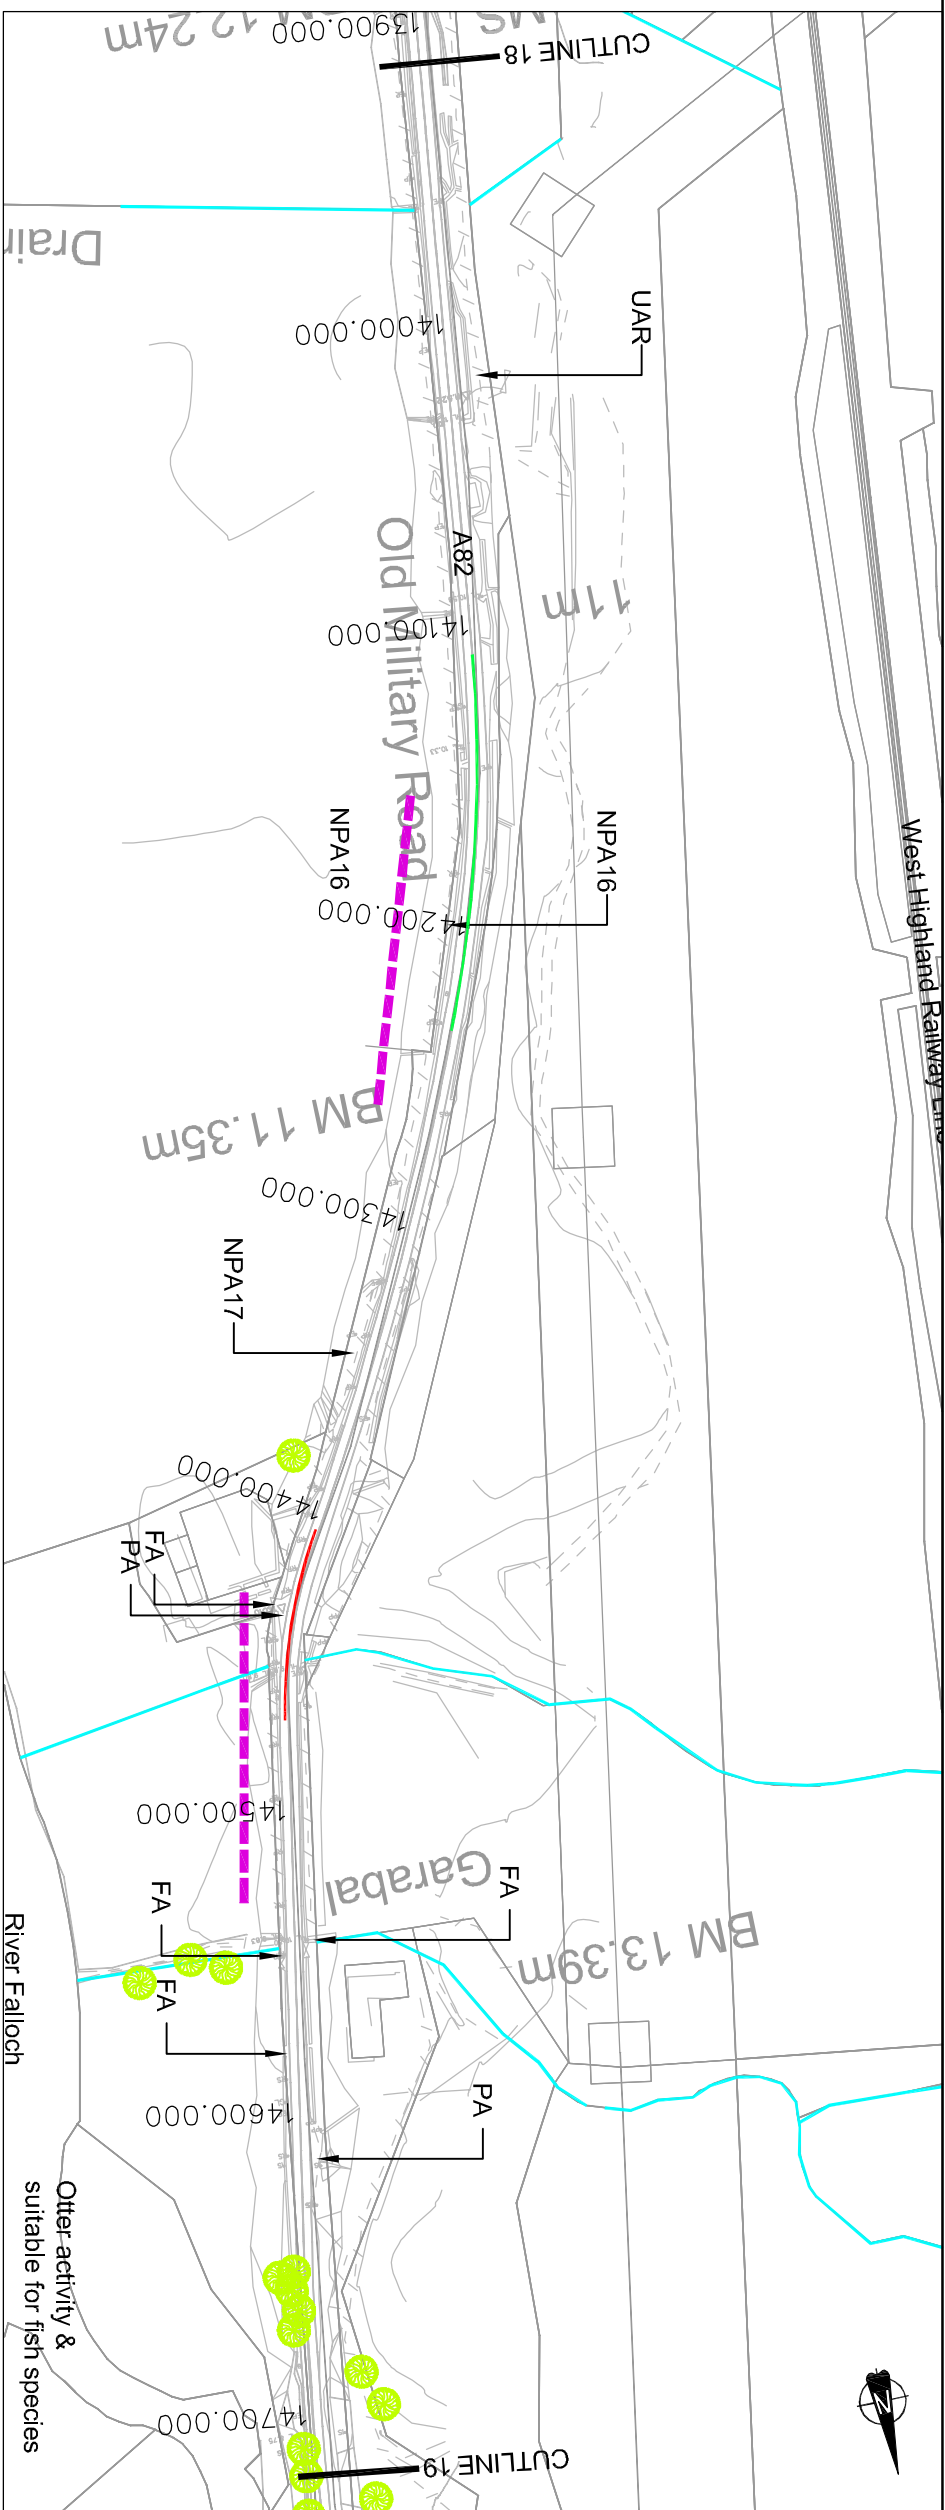 BM 12.24m
13900.000
MS
CUTLINE 18
Drain
14000.000
UAR
A82
Old Military Road
14100.000
11m
NPA16
NPA16
14200.000
West Highland Railway Line
BM 11.35m
14300.000
NPA17
14400.000
FA
PA
14500.000
Garabal
FA
FA
FA
BM 13.39m
River Falloch
14600.000
PA
Otter activity &
suitable for fish species
14700.000
CUTLINE 19
N